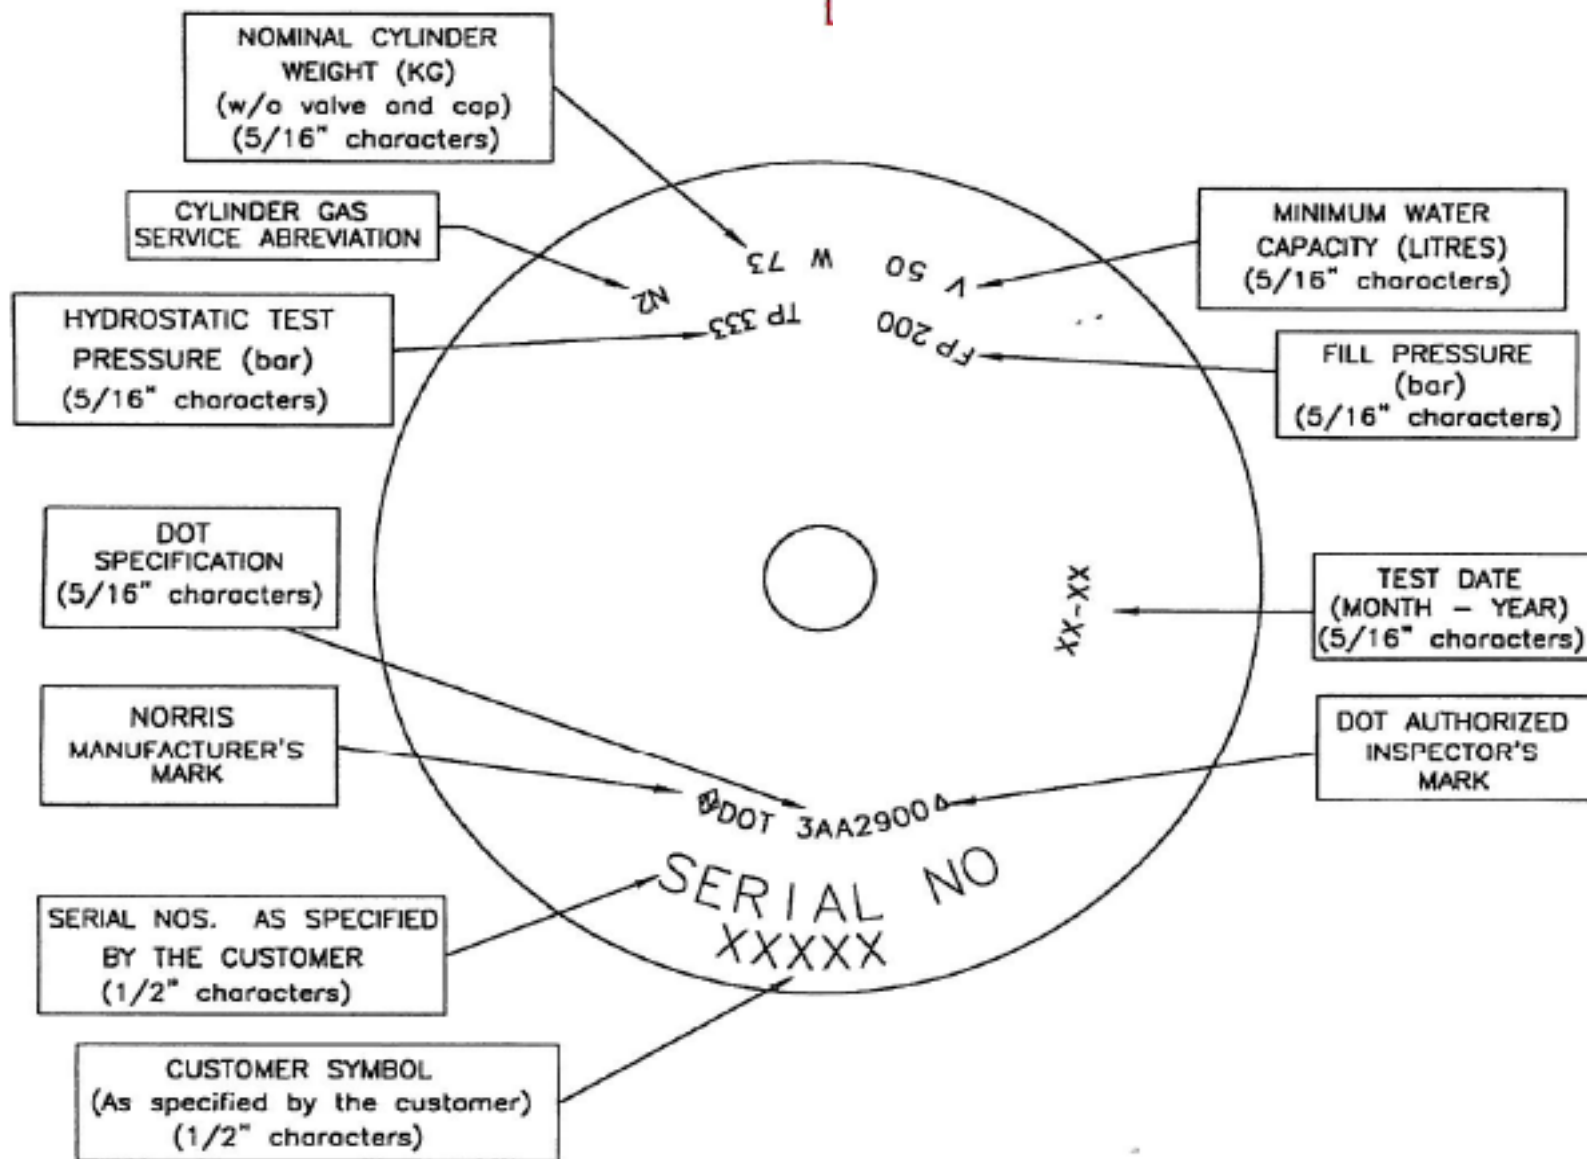 NOMINAL CYLINDER
WEIGHT (KG)
(w/o valve and cap)
(5/16" characters)
CYLINDER GAS
SERVICE ABREVIATION
HYDROSTATIC TEST
PRESSURE (bar)
(5/16" characters)
MINIMUM WATER
CAPACITY (LITRES)
(5/16" characters)
FILL PRESSURE
(bar)
(5/16" characters)
V 50
W 73
N2
FP 200
TP 333
DOT
SPECIFICATION
(5/16" characters)
XX-XX
TEST DATE
(MONTH - YEAR)
(5/16" characters)
NORRIS
MANUFACTURER'S
MARK
DOT AUTHORIZED
INSPECTOR'S
MARK
DOT 3AA2900
SERIAL NO
XXXXX
SERIAL NOS. AS SPECIFIED
BY THE CUSTOMER
(1/2" characters)
CUSTOMER SYMBOL
(As specified by the customer)
(1/2" characters)